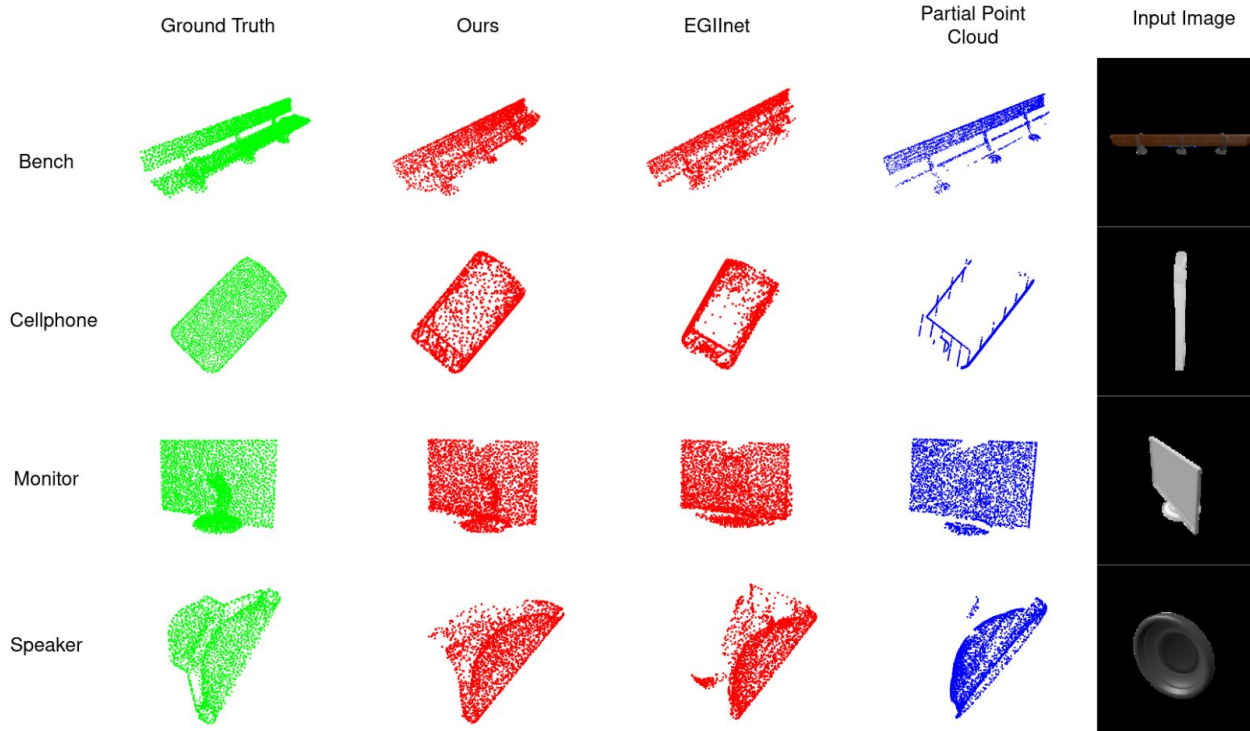 Ground Truth
Ours
EGIInet
Partial Point
Cloud
Input Image
Bench
Cellphone
Monitor
Speaker